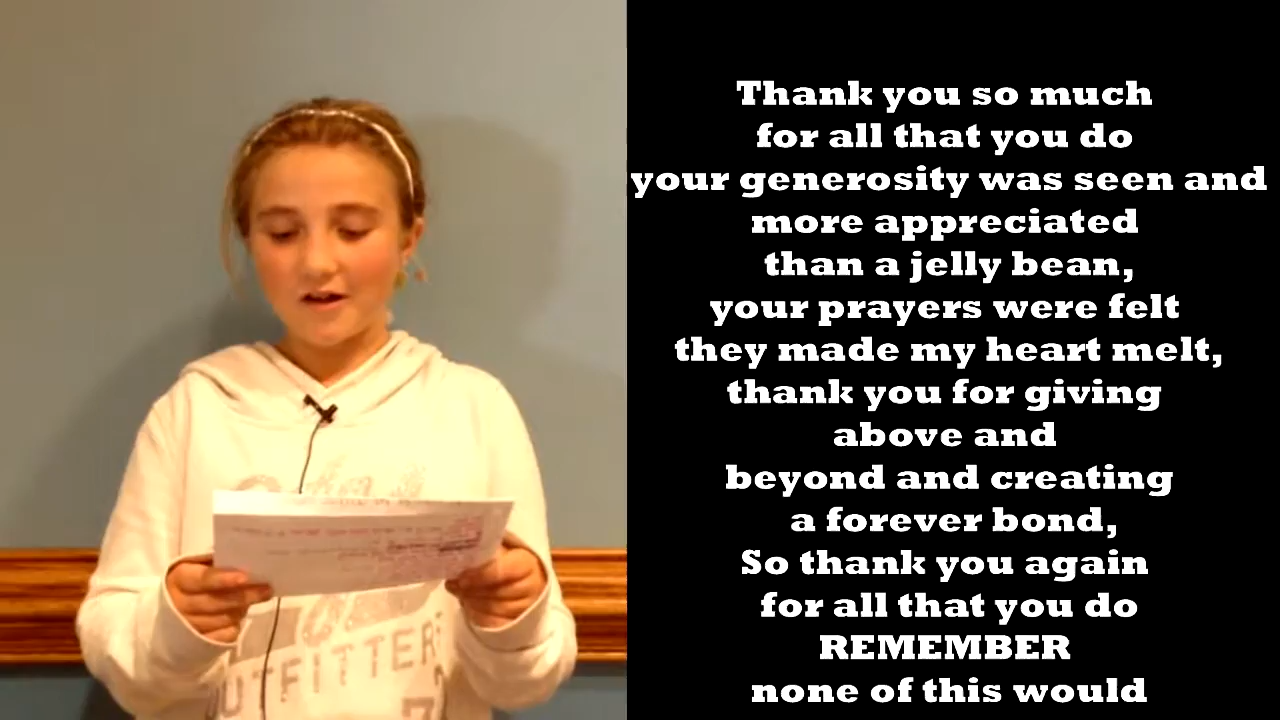 Thank you so much
for all that you do
your generosity was seen and
more appreciated
than a jelly bean,
your prayers were felt
they made my heart melt,
thank you for giving
above and
beyond and creating
a forever bond,
So thank you again
for all that you do
REMEMBER
none of this would
OUTFITTERS